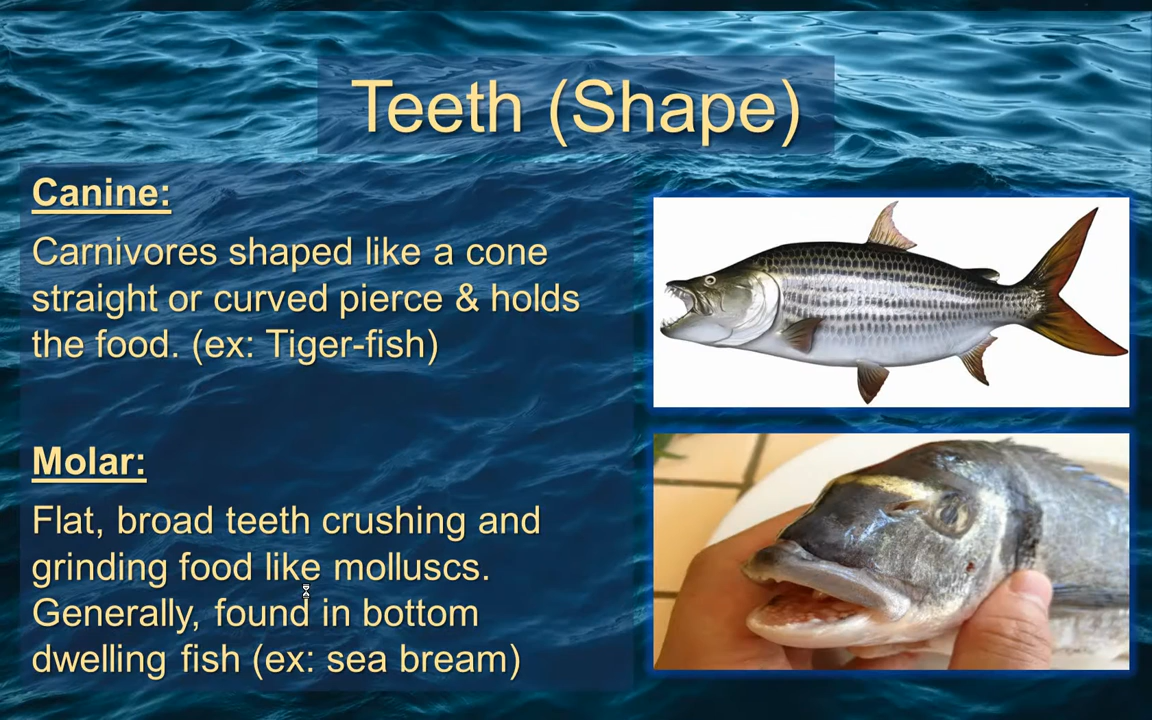 Teeth (Shape)
Canine:
Carnivores shaped like a cone
straight or curved pierce & holds
the food. (ex: Tiger-fish)
Molar:
Flat, broad teeth crushing and
grinding food like molluscs.
Generally, found in bottom
dwelling fish (ex: sea bream)